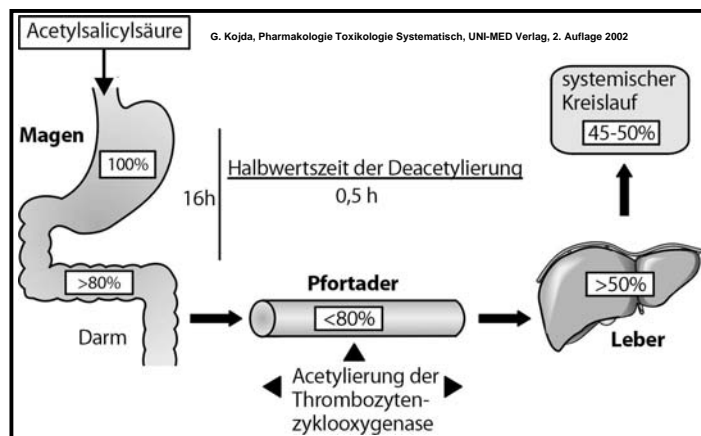 Acetylsalicylsäure
G. Kojda, Pharmakologie Toxikologie Systematisch, UNI-MED Verlag, 2. Auflage 2002
systemischer
Kreislauf
45-50%
Magen
100%
Halbwertszeit der Deacetylierung
16h
0,5 h
>80%
Darm
Pfortader
<80%
>50%
Leber
Acetylierung der
Thrombozyten-
zyklooxygenase